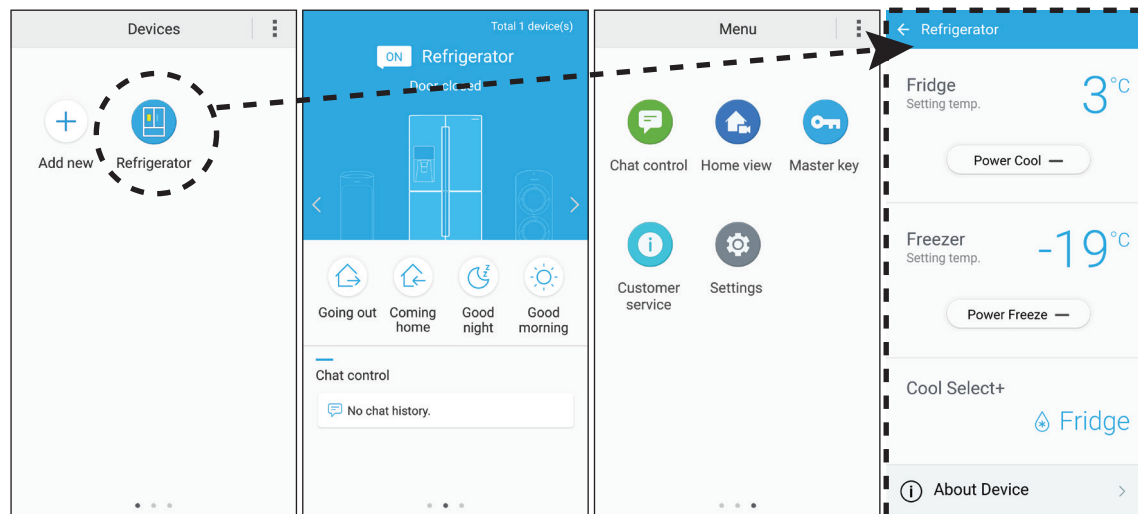 Devices
Add new
Refrigerator
Total 1 device(s)
ON Refrigerator
Door closed
Going out
Coming
home
Good
night
Good
morning
Chat control
No chat history.
Menu
Chat control
Home view
Master key
Customer
service
Settings
Refrigerator
Fridge
Setting temp.
3°C
Power Cool
Freezer
Setting temp.
-19°C
Power Freeze
Cool Select+
Fridge
About Device